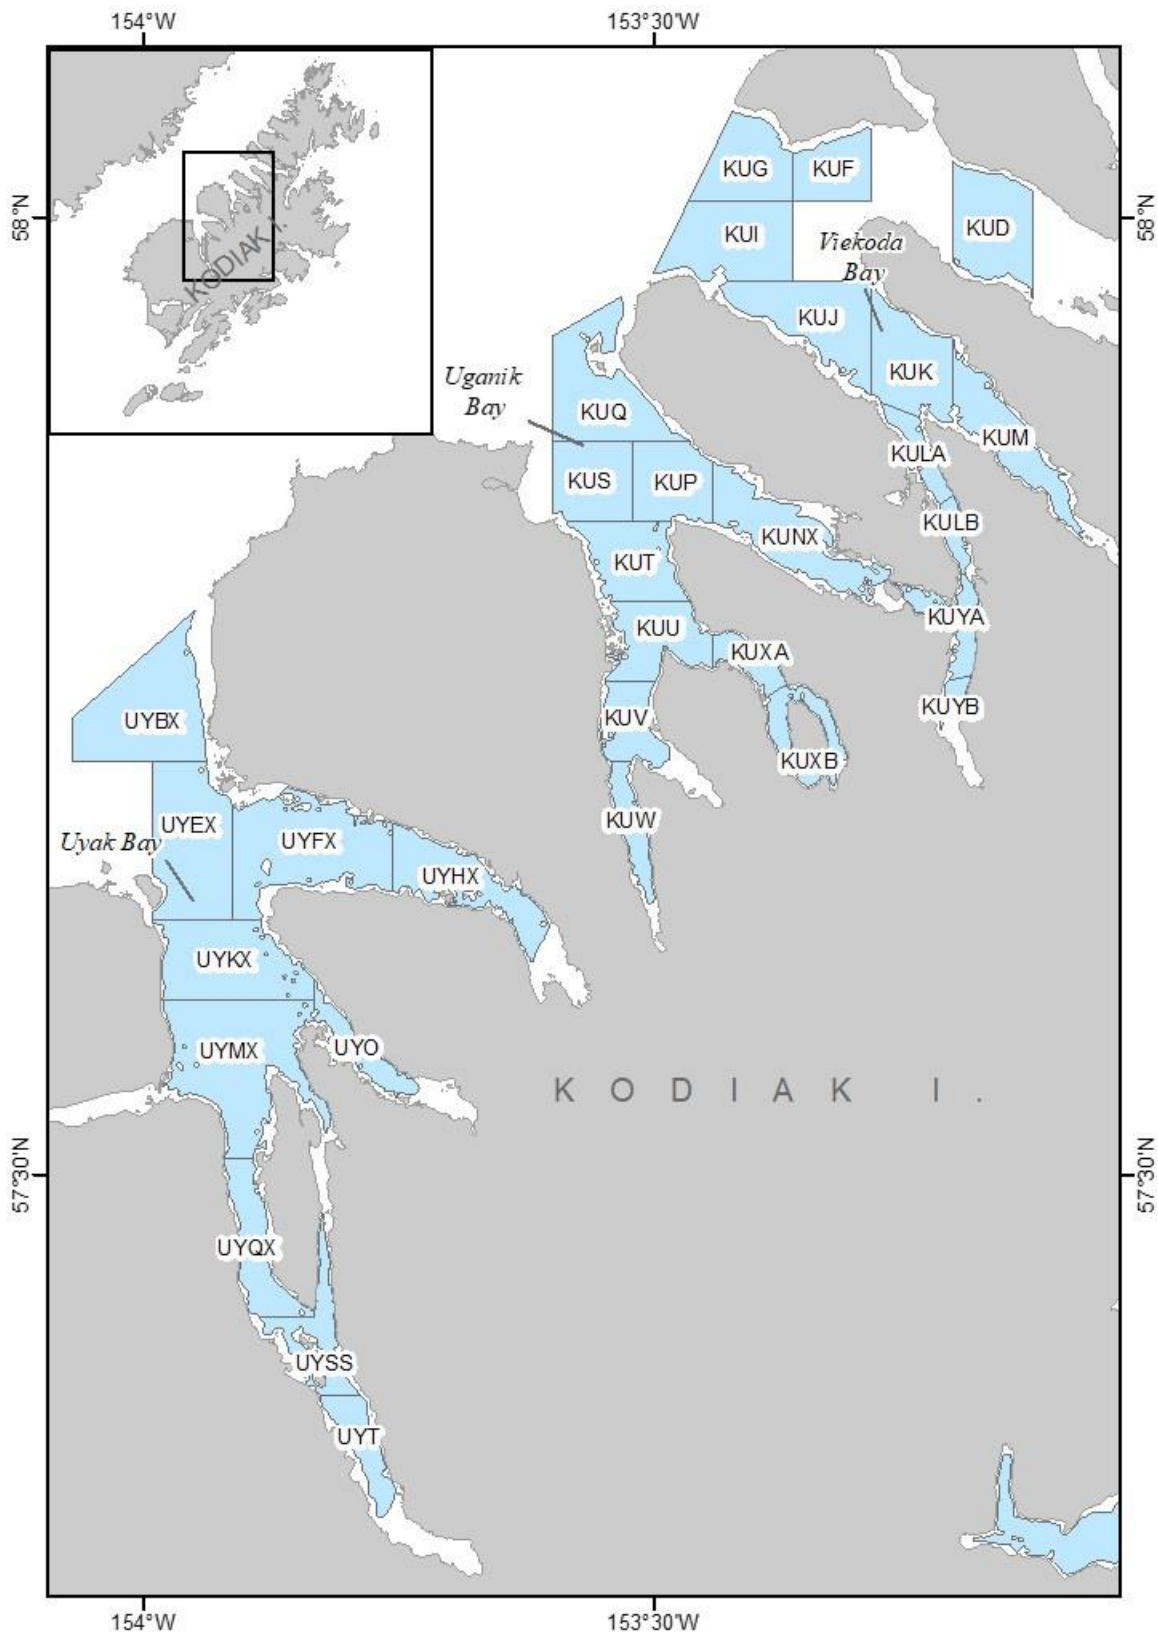 154°W
153°30'W
KODIAK I.
58°N
58°N
KUG
KUF
KUD
KUI
Viekoda
Bay
KUJ
KUK
Uganik
Bay
KUQ
KUM
KULA
KUS
KUP
KULB
KUNX
KUT
KUYA
KUU
KUXA
KUYB
UYBX
KUV
KUXB
KUW
UYEX
Uyak Bay
UYFX
UYHX
UYKX
UYMX
UYO
KODIAK I.
57°30'N
57°30'N
UYQX
UYSS
UYT
154°W
153°30'W